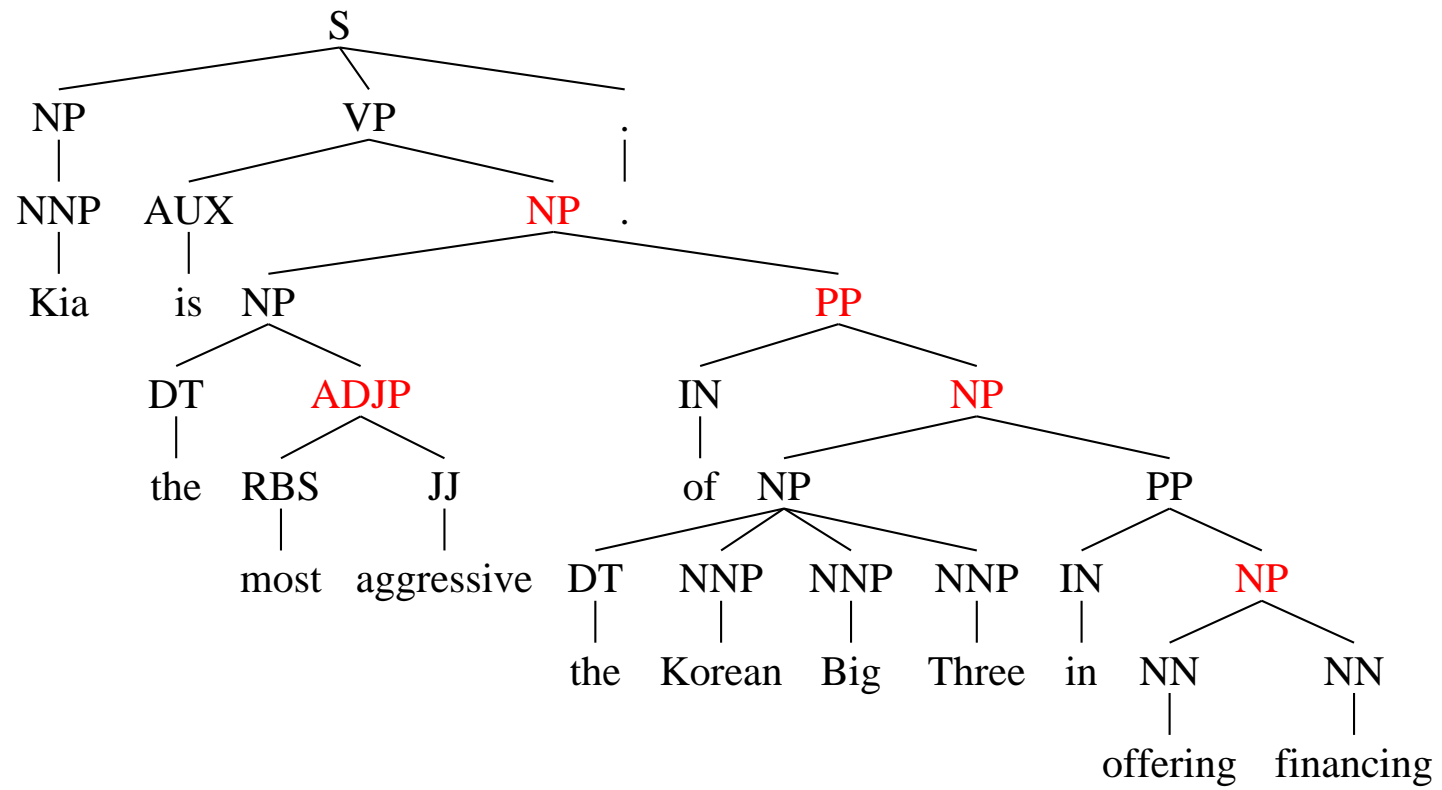 S
NP VP .
NNP AUX NP .
Kia is NP PP
DT ADJP IN NP
the RBS JJ of NP PP
most aggressive DT NNP NNP NNP IN NP
the Korean Big Three in NN NN
offering financing